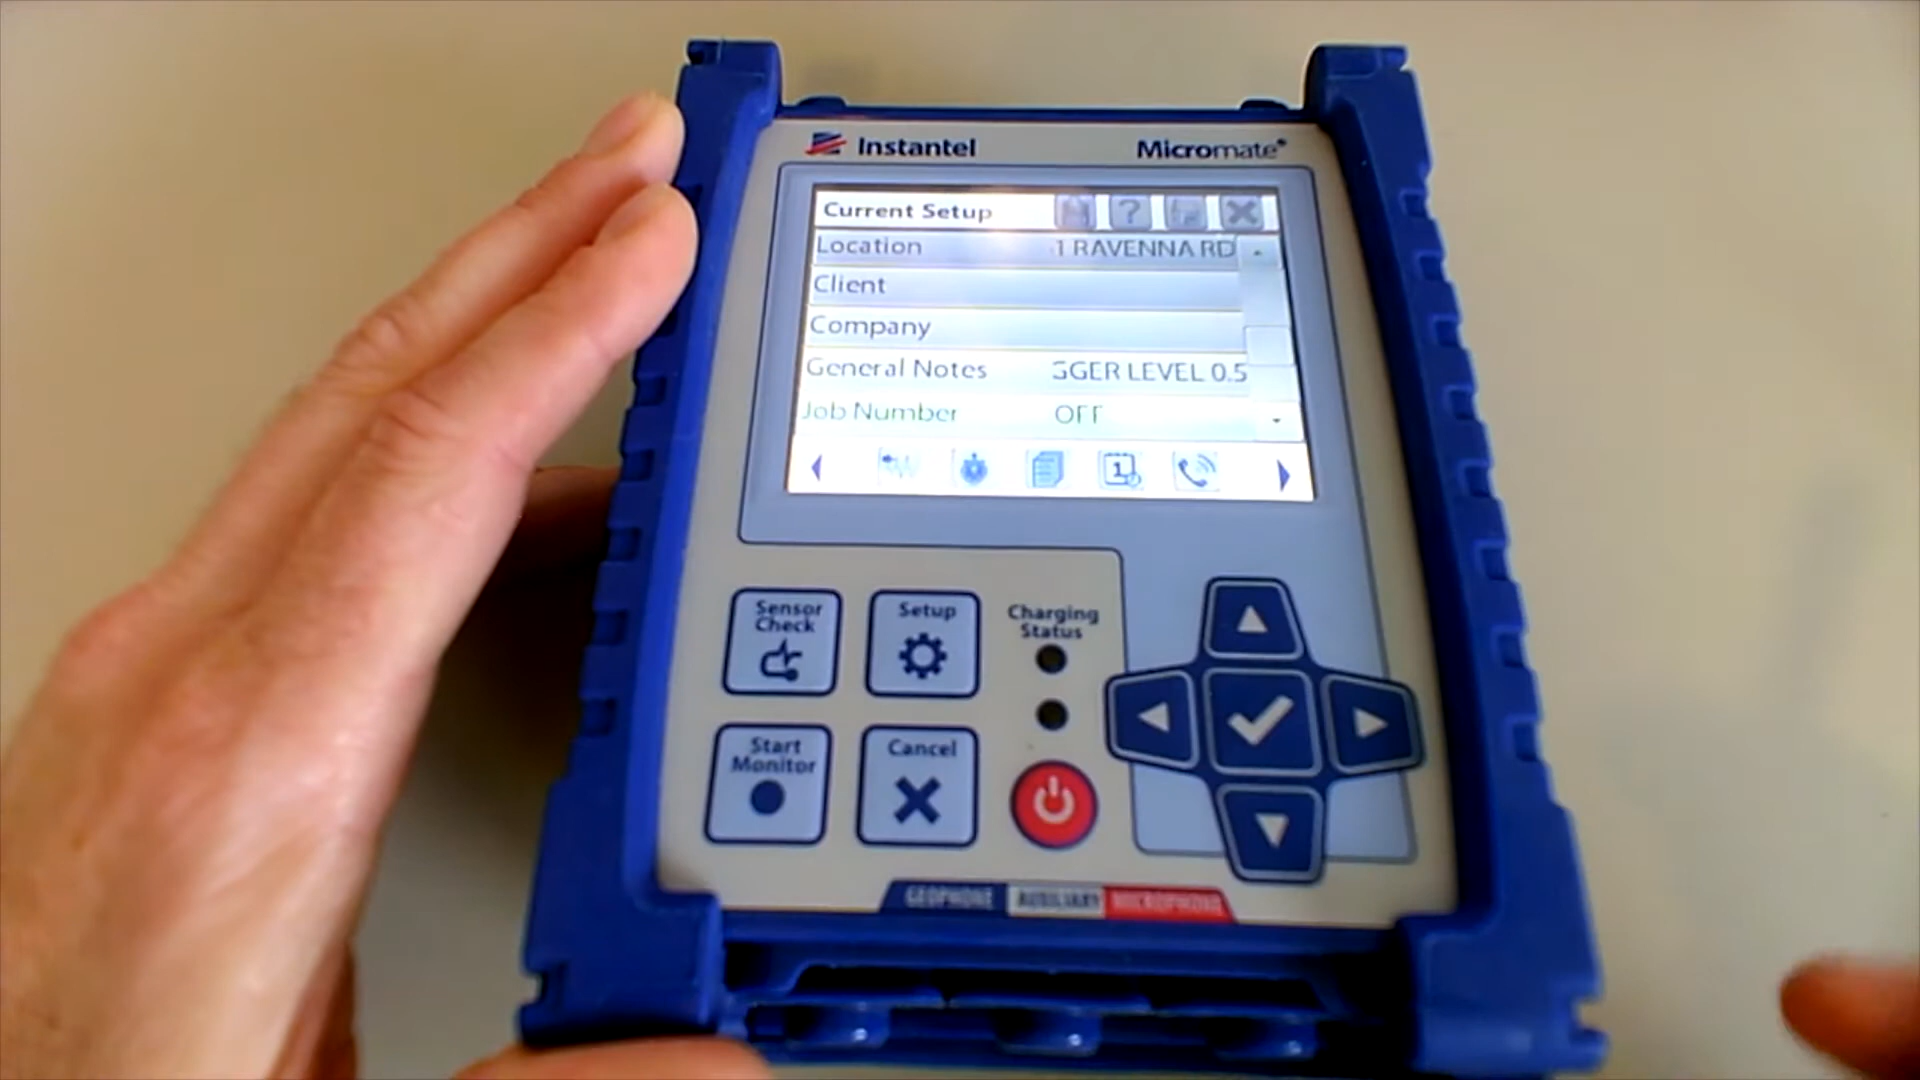 Instantel Micromate®
Current Setup
?
Location 1 RAVENNA RD
Client
Company
General Notes GGER LEVEL 0.5
Job Number OFF
1
Sensor Check
Setup
Charging Status
Start Monitor
Cancel
GEOPHONE AUXILIARY MICROPHONE